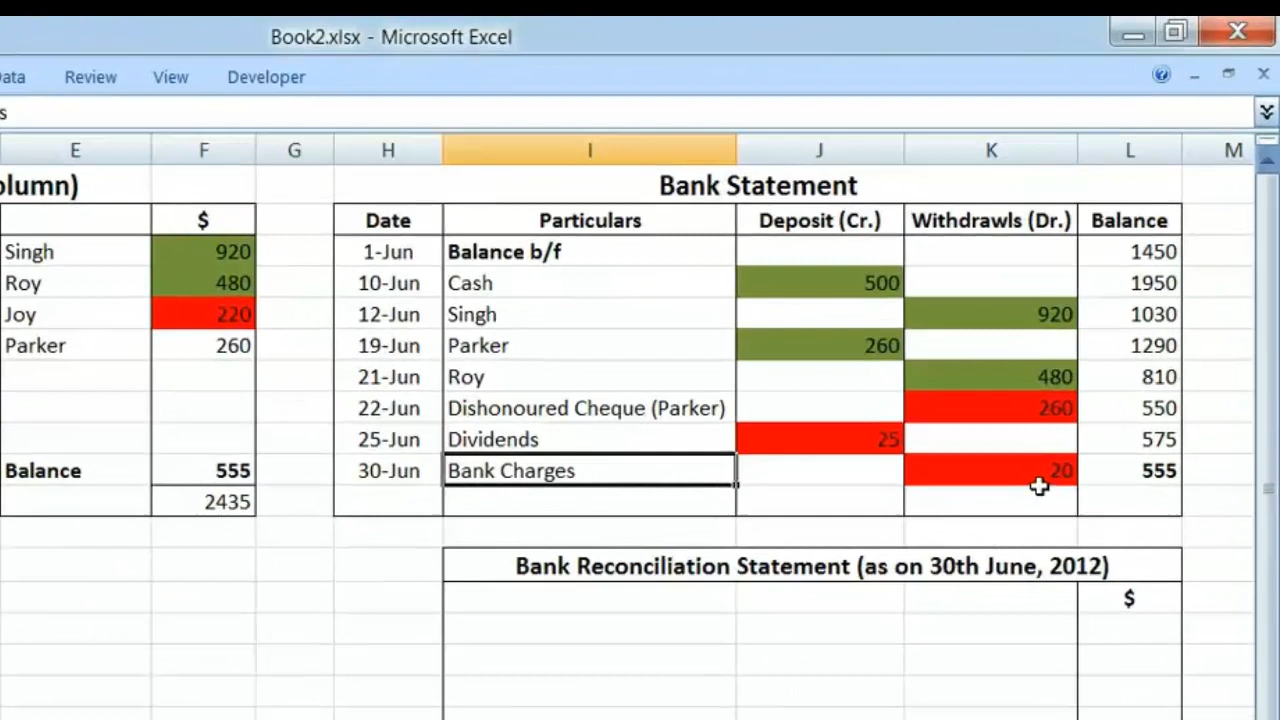 Book2.xlsx - Microsoft Excel
Data Review View Developer
s
E F G H I J K L M
olumn) Bank Statement
$ Date Particulars Deposit (Cr.) Withdrawls (Dr.) Balance
Singh 920 1-Jun Balance b/f 1450
Roy 480 10-Jun Cash 500 1950
Joy 220 12-Jun Singh 920 1030
Parker 260 19-Jun Parker 260 1290
21-Jun Roy 480 810
22-Jun Dishonoured Cheque (Parker) 260 550
25-Jun Dividends 25 575
Balance 555 30-Jun Bank Charges 20 555
2435
Bank Reconciliation Statement (as on 30th June, 2012)
$